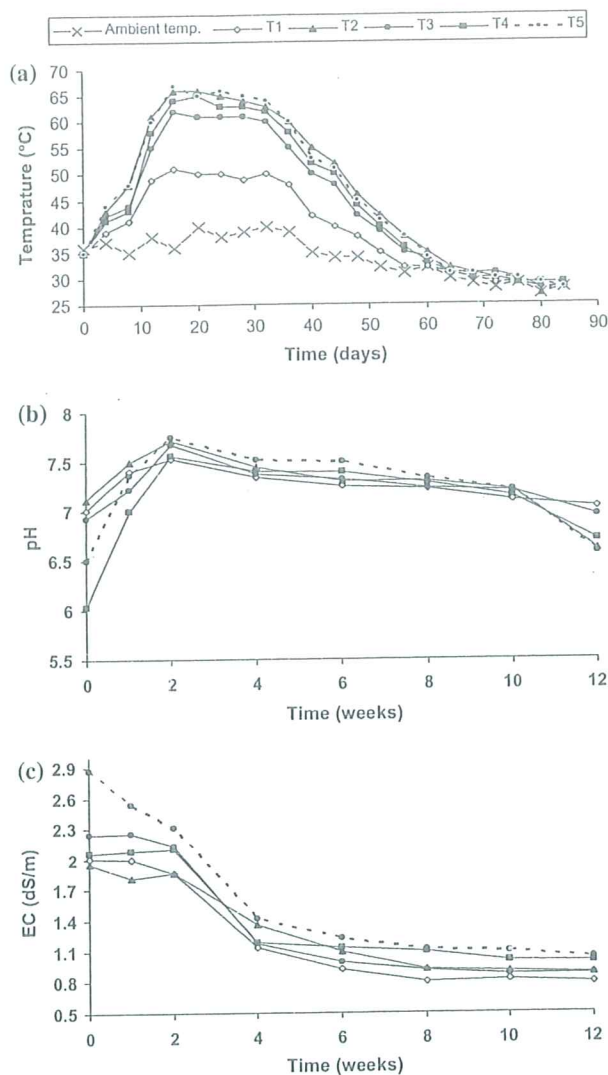 Ambient temp. T1 T2 T3 T4 T5
(a)
70
65
60
55
50
45
40
35
30
25
Temprature (°C)
0 10 20 30 40 50 60 70 80 90
Time (days)
(b)
8
7.5
7
6.5
6
5.5
pH
0 2 4 6 8 10 12
Time (weeks)
(c)
2.9
2.6
2.3
2
1.7
1.4
1.1
0.8
0.5
EC (dS/m)
0 2 4 6 8 10 12
Time (weeks)